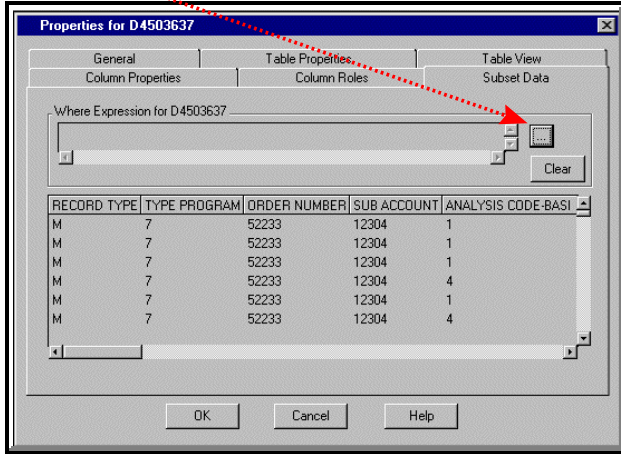 Properties for D4503637
General Table Properties Table View
Column Properties Column Roles Subset Data
Where Expression for D4503637
...
Clear
RECORD TYPE TYPE PROGRAM ORDER NUMBER SUB ACCOUNT ANALYSIS CODE-BASI
M 7 52233 12304 1
M 7 52233 12304 1
M 7 52233 12304 1
M 7 52233 12304 4
M 7 52233 12304 1
M 7 52233 12304 4
OK Cancel Help